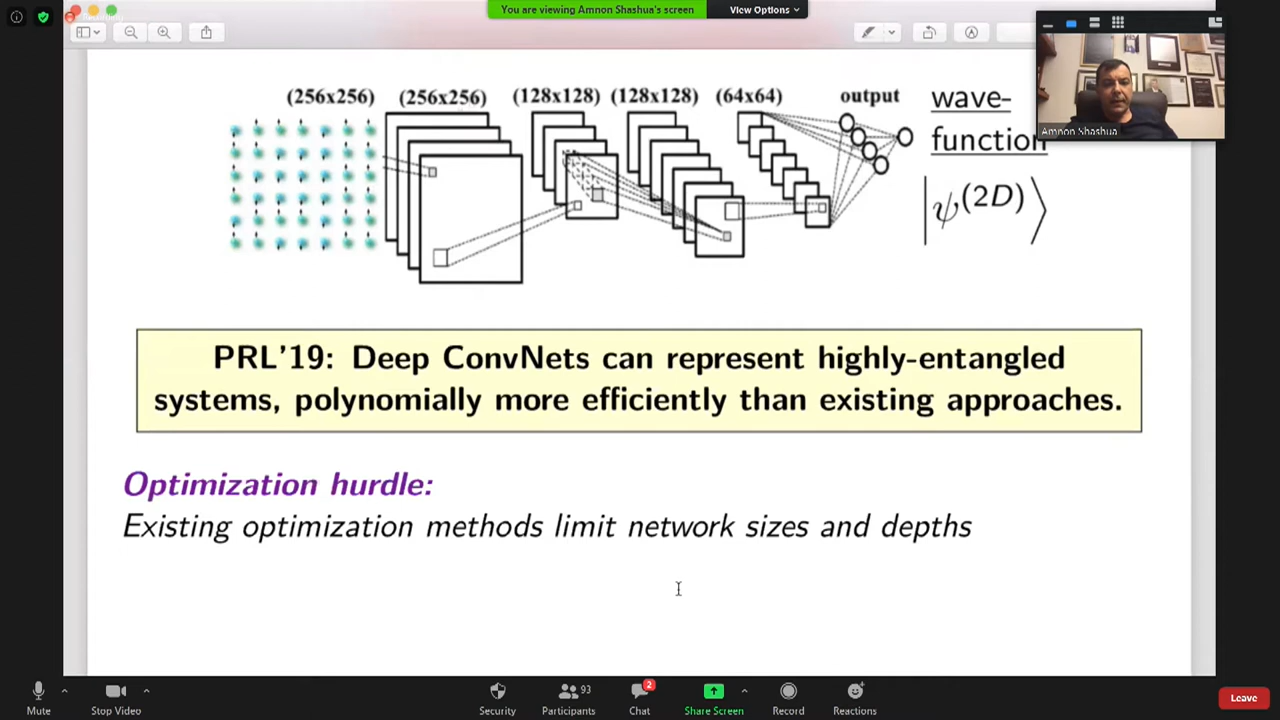 Recording
You are viewing Amnon Shashua's screen
View Options
Amnon Shashua
(256x256) (256x256) (128x128) (128x128) (64x64) output
wave-
function
|ψ(2D)⟩
PRL'19: Deep ConvNets can represent highly-entangled
systems, polynomially more efficiently than existing approaches.
Optimization hurdle:
Existing optimization methods limit network sizes and depths
Mute
Stop Video
Security
93
Participants
2
Chat
Share Screen
Record
Reactions
Leave